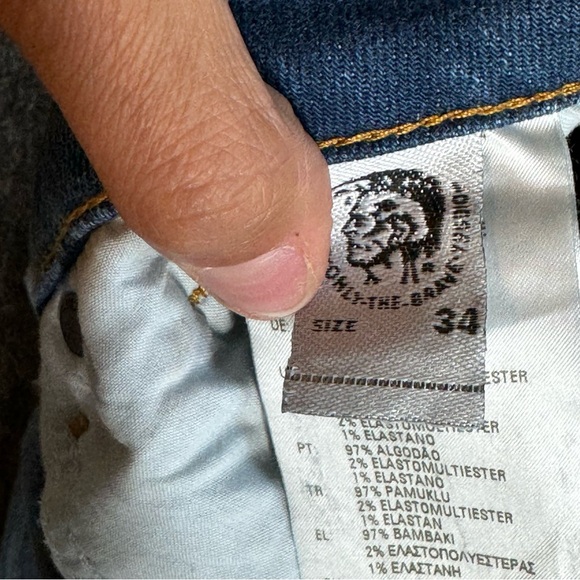 ONLY-THE-BRAVE
DE
SIZE 34
ESTER
2% ELASTOMULTIESTER
1% ELASTANO
PT: 97% ALGODÃO
2% ELASTOMULTIESTER
1% ELASTANO
TR: 97% PAMUKLU
2% ELASTOMULTIESTER
1% ELASTAN
EL: 97% ΒΑΜΒΑΚΙ
2% ΕΛΑΣΤΟΠΟΛΥΕΣΤΕΡΑΣ
1% ΕΛΑΣΤΑΝΗ